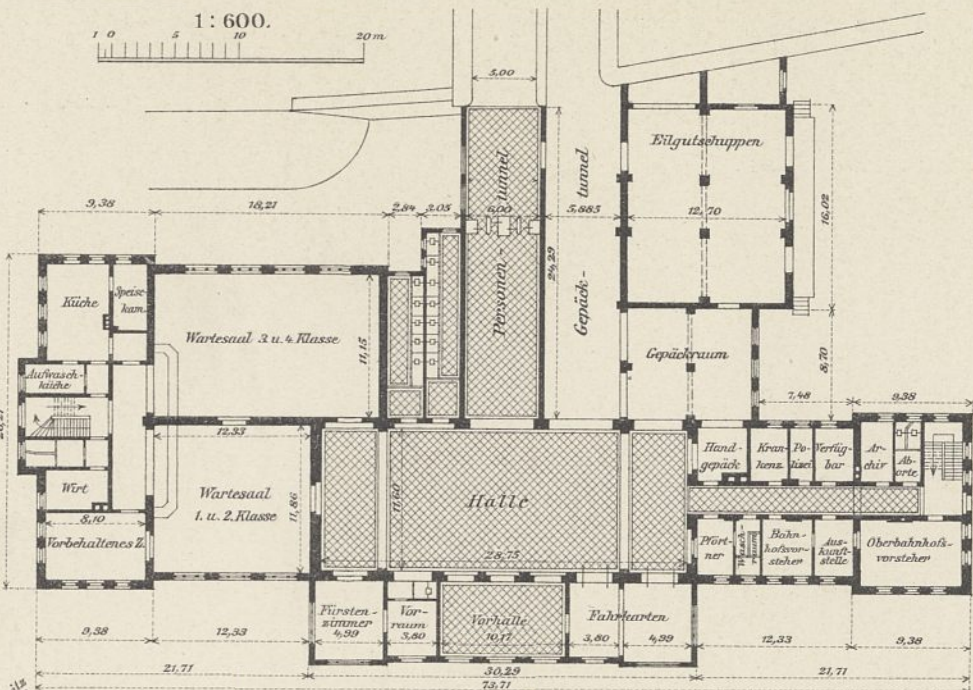 1: 600.
1 0 5 10 20 m
5,00
Eilgutschuppen
9,38
18,21
2,84
3,05
6,00
5,885
12,70
16,02
Personen-
tunnel
24,29
Gepäck-
tunnel
Küche
Speise-
kam.
Wartesaal 3. u. 4. Klasse
11,15
Gepäckraum
8,70
7,48
9,38
Aufwasch-
küche
12,33
Wirt
8,10
Vorbehaltenes Z.
Wartesaal
1. u. 2. Klasse
11,86
11,60
Halle
28,75
Hand-
gepäck
Kran-
kenz.
Po-
lizei
Verfüg-
bar
Ar-
chiv
Ab-
orte
Pfört-
ner
Wasch-
raum
Bahn-
hofsvor-
steher
Aus-
kunft-
stelle
Oberbahnhofs-
vorsteher
Fürsten-
zimmer
4,99
Vor-
raum
3,80
Vorhalle
10,17
Fahrkarten
3,80
4,99
9,38
12,33
12,33
9,38
21,71
30,29
21,71
73,71